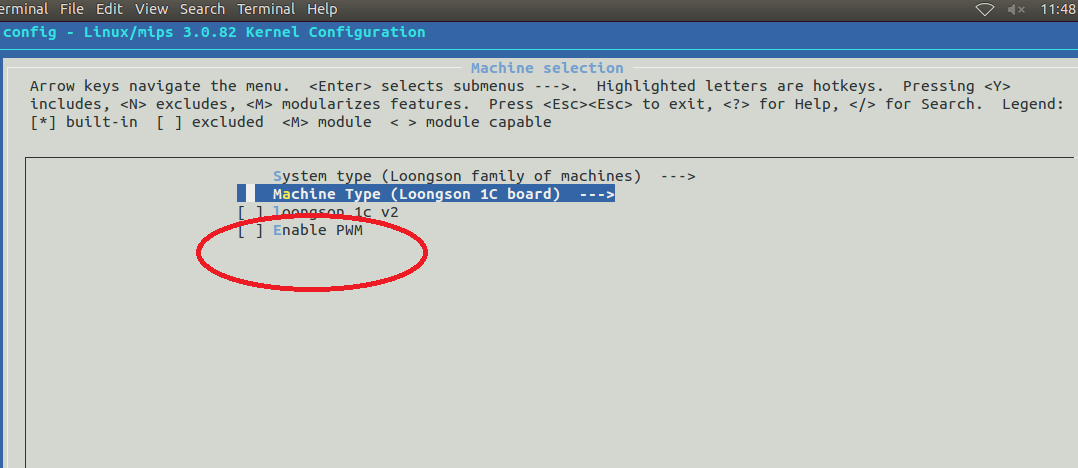 erminal File Edit View Search Terminal Help 11:48
config - Linux/mips 3.0.82 Kernel Configuration
Machine selection
Arrow keys navigate the menu. <Enter> selects submenus --->. Highlighted letters are hotkeys. Pressing <Y>
includes, <N> excludes, <M> modularizes features. Press <Esc><Esc> to exit, <?> for Help, </> for Search. Legend:
[*] built-in [ ] excluded <M> module < > module capable
System type (Loongson family of machines) --->
Machine Type (Loongson 1C board) --->
[ ] loongson 1c v2
[ ] Enable PWM